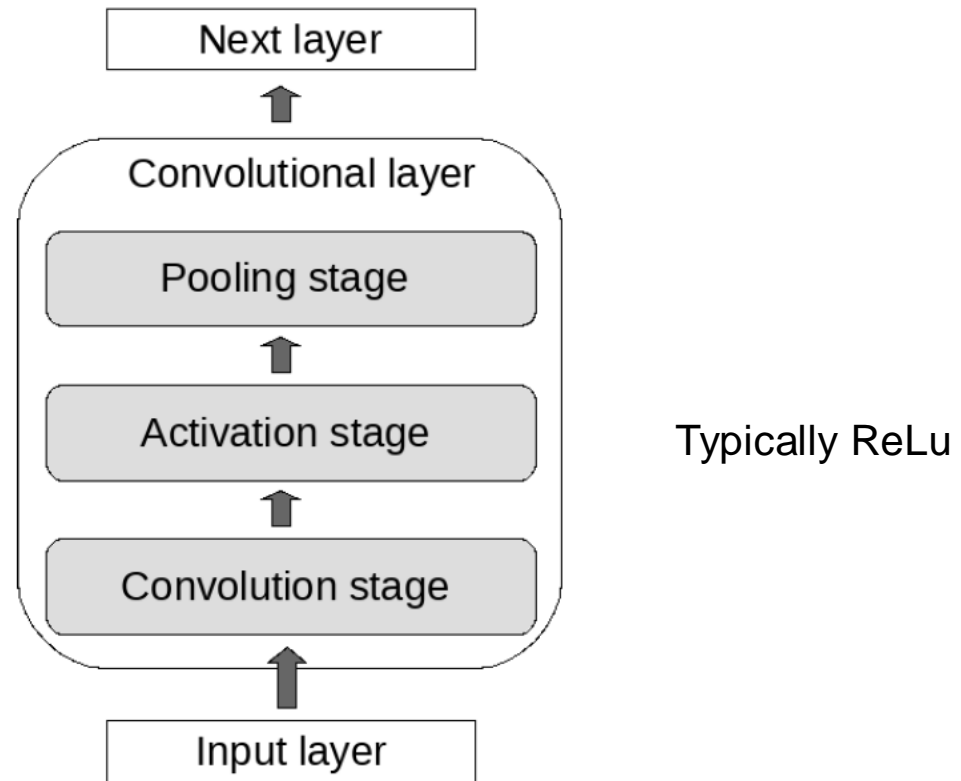 Next layer
Convolutional layer
Pooling stage
Activation stage
Typically ReLu
Convolution stage
Input layer